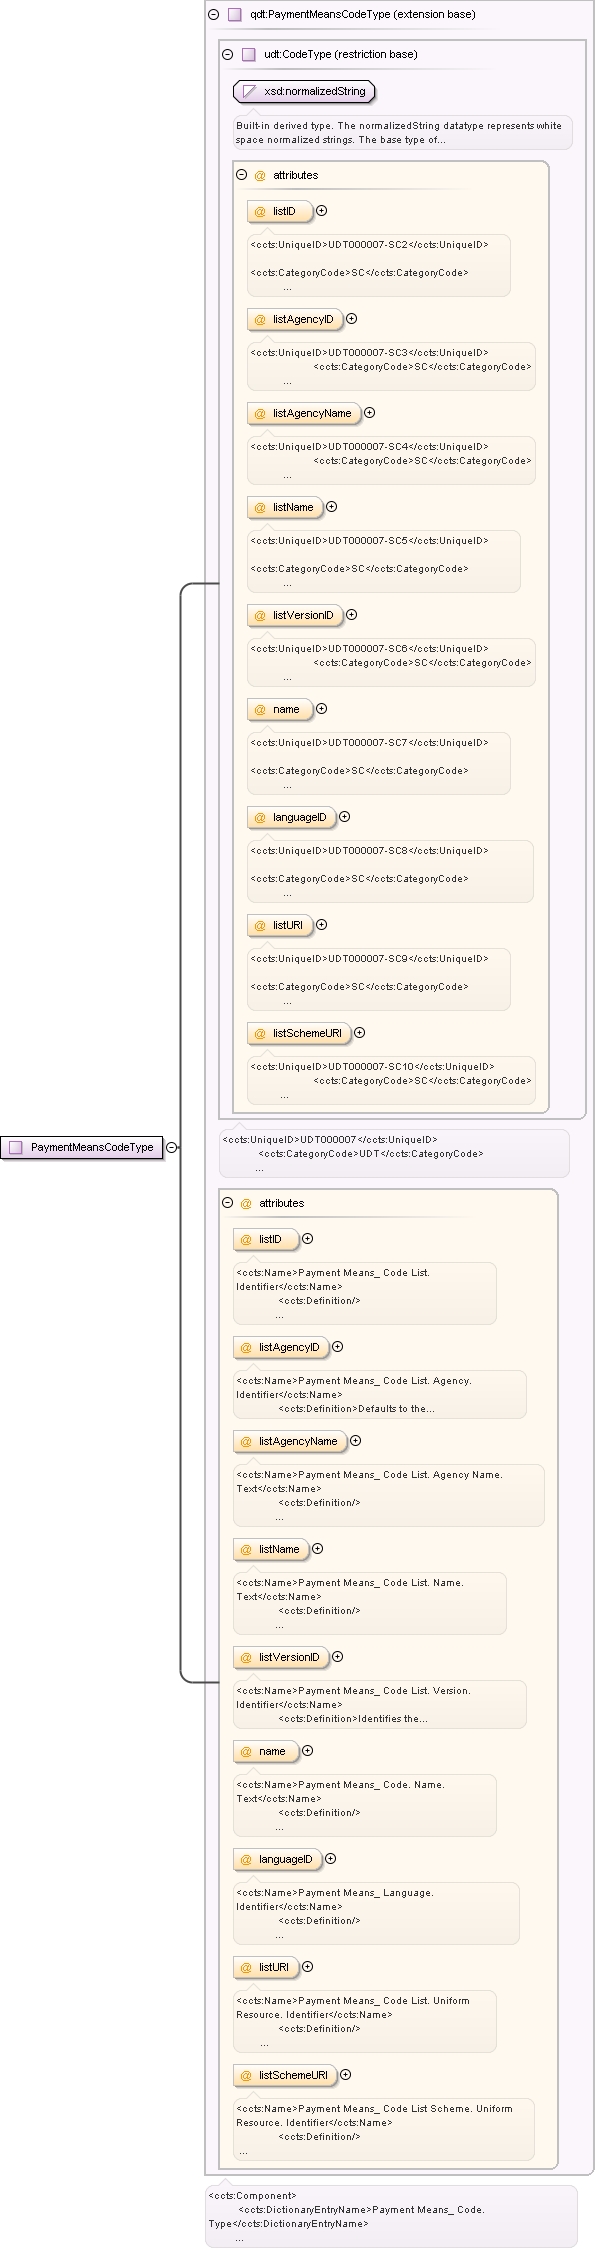 qdt:PaymentMeansCodeType (extension base)
udt:CodeType (restriction base)
xsd:normalizedString
Built-in derived type. The normalizedString datatype represents white
space normalized strings. The base type of...
@ attributes
@ listID
<ccts:UniqueID>UDT000007-SC2</ccts:UniqueID>
<ccts:CategoryCode>SC</ccts:CategoryCode>
...
@ listAgencyID
<ccts:UniqueID>UDT000007-SC3</ccts:UniqueID>
<ccts:CategoryCode>SC</ccts:CategoryCode>
...
@ listAgencyName
<ccts:UniqueID>UDT000007-SC4</ccts:UniqueID>
<ccts:CategoryCode>SC</ccts:CategoryCode>
...
@ listName
<ccts:UniqueID>UDT000007-SC5</ccts:UniqueID>
<ccts:CategoryCode>SC</ccts:CategoryCode>
...
@ listVersionID
<ccts:UniqueID>UDT000007-SC6</ccts:UniqueID>
<ccts:CategoryCode>SC</ccts:CategoryCode>
...
@ name
<ccts:UniqueID>UDT000007-SC7</ccts:UniqueID>
<ccts:CategoryCode>SC</ccts:CategoryCode>
...
@ languageID
<ccts:UniqueID>UDT000007-SC8</ccts:UniqueID>
<ccts:CategoryCode>SC</ccts:CategoryCode>
...
@ listURI
<ccts:UniqueID>UDT000007-SC9</ccts:UniqueID>
<ccts:CategoryCode>SC</ccts:CategoryCode>
...
@ listSchemeURI
<ccts:UniqueID>UDT000007-SC10</ccts:UniqueID>
<ccts:CategoryCode>SC</ccts:CategoryCode>
...
PaymentMeansCodeType
<ccts:UniqueID>UDT000007</ccts:UniqueID>
<ccts:CategoryCode>UDT</ccts:CategoryCode>
...
@ attributes
@ listID
<ccts:Name>Payment Means_ Code List.
Identifier</ccts:Name>
<ccts:Definition/>
...
@ listAgencyID
<ccts:Name>Payment Means_ Code List. Agency.
Identifier</ccts:Name>
<ccts:Definition>Defaults to the...
@ listAgencyName
<ccts:Name>Payment Means_ Code List. Agency Name.
Text</ccts:Name>
<ccts:Definition/>
...
@ listName
<ccts:Name>Payment Means_ Code List. Name.
Text</ccts:Name>
<ccts:Definition/>
...
@ listVersionID
<ccts:Name>Payment Means_ Code List. Version.
Identifier</ccts:Name>
<ccts:Definition>Identifies the...
@ name
<ccts:Name>Payment Means_ Code. Name.
Text</ccts:Name>
<ccts:Definition/>
...
@ languageID
<ccts:Name>Payment Means_ Language.
Identifier</ccts:Name>
<ccts:Definition/>
...
@ listURI
<ccts:Name>Payment Means_ Code List. Uniform
Resource. Identifier</ccts:Name>
<ccts:Definition/>
...
@ listSchemeURI
<ccts:Name>Payment Means_ Code List Scheme. Uniform
Resource. Identifier</ccts:Name>
<ccts:Definition/>
...
<ccts:Component>
<ccts:DictionaryEntryName>Payment Means_ Code.
Type</ccts:DictionaryEntryName>
...